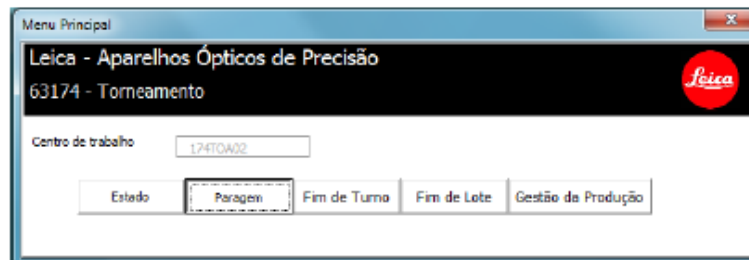 Menu Principal
Leica - Aparelhos Ópticos de Precisão
Leica
63174 - Torneamento
Centro de trabalho 174TOA02
Estado Paragem Fim de Turno Fim de Lote Gestão da Produção